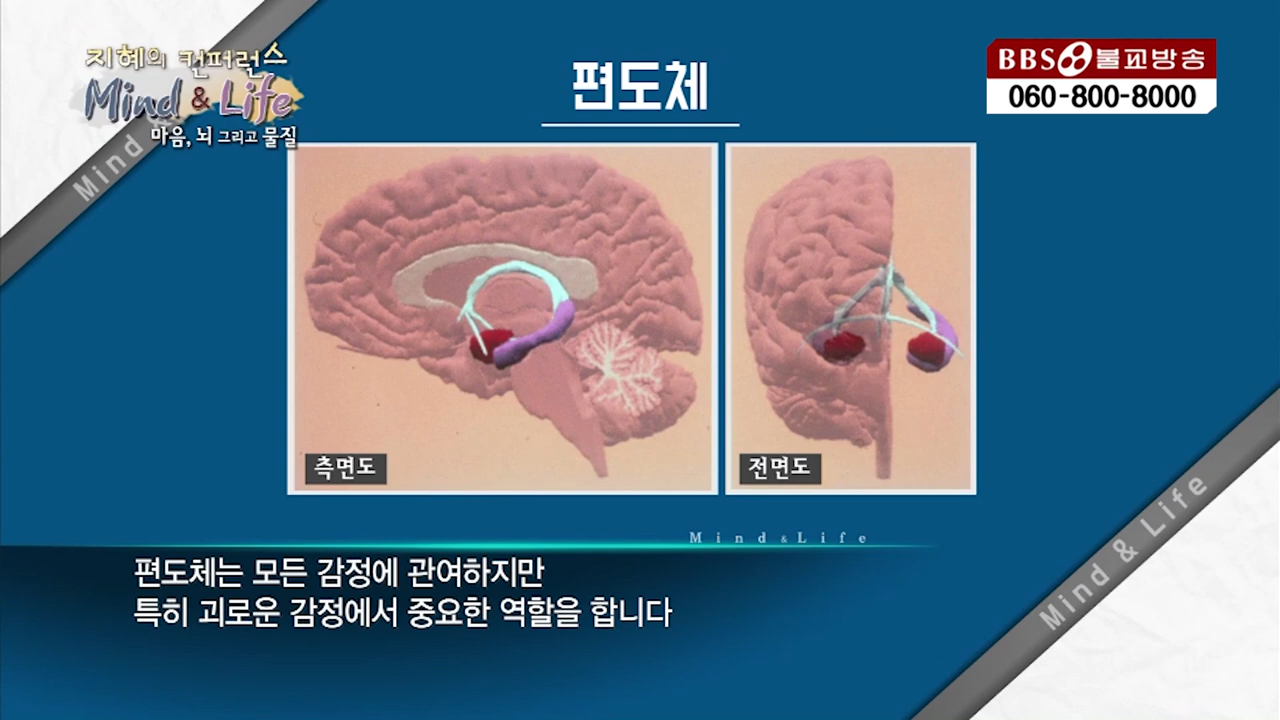 지혜의 컨퍼런스
Mind & Life
마음, 뇌 그리고 물질
Mind &
편도체
BBS 불교방송
060-800-8000
측면도
전면도
Mind & Life
편도체는 모든 감정에 관여하지만
특히 괴로운 감정에서 중요한 역할을 합니다
Mind & Life